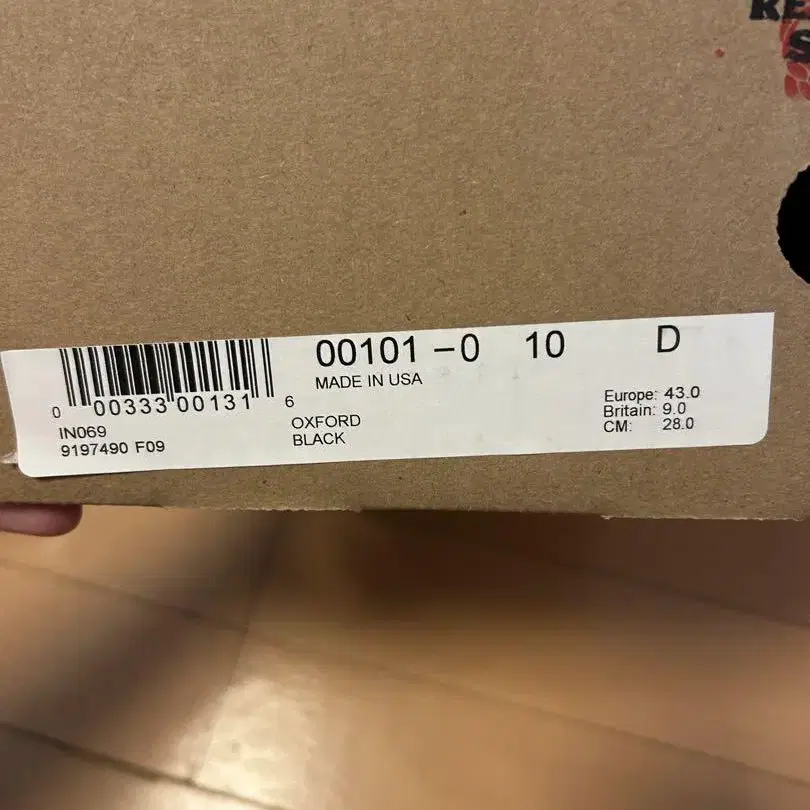 00101 -0 10 D
MADE IN USA
0 00333 00131 6
IN069
9197490 F09
OXFORD
BLACK
Europe: 43.0
Britain: 9.0
CM: 28.0